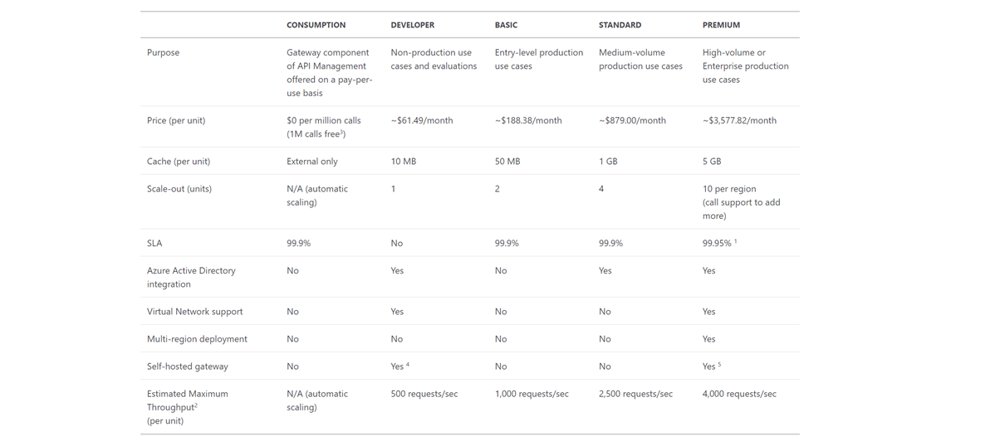 CONSUMPTION DEVELOPER BASIC STANDARD PREMIUM
Purpose Gateway component Non-production use Entry-level production Medium-volume High-volume or
of API Management cases and evaluations use cases production use cases Enterprise production
offered on a pay-per- use cases
use basis
Price (per unit) $0 per million calls ~$61.49/month ~$188.38/month ~$879.00/month ~$3,577.82/month
(1M calls free³)
Cache (per unit) External only 10 MB 50 MB 1 GB 5 GB
Scale-out (units) N/A (automatic 1 2 4 10 per region
scaling) (call support to add
more)
SLA 99.9% No 99.9% 99.9% 99.95% ¹
Azure Active Directory No Yes No Yes Yes
integration
Virtual Network support No Yes No No Yes
Multi-region deployment No No No No Yes
Self-hosted gateway No Yes ⁴ No No Yes ⁵
Estimated Maximum N/A (automatic 500 requests/sec 1,000 requests/sec 2,500 requests/sec 4,000 requests/sec
Throughput² scaling)
(per unit)